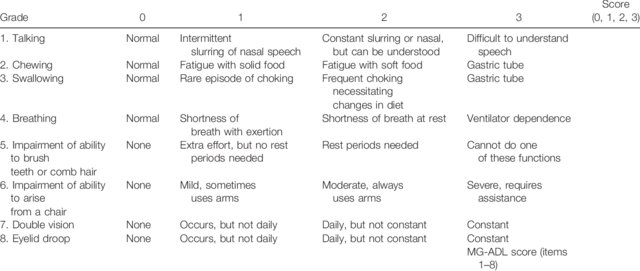 Score
Grade 0 1 2 3 (0, 1, 2, 3)
1. Talking Normal Intermittent Constant slurring or nasal, Difficult to understand
slurring of nasal speech but can be understood speech
2. Chewing Normal Fatigue with solid food Fatigue with soft food Gastric tube
3. Swallowing Normal Rare episode of choking Frequent choking Gastric tube
necessitating
changes in diet
4. Breathing Normal Shortness of Shortness of breath at rest Ventilator dependence
breath with exertion
5. Impairment of ability None Extra effort, but no rest Rest periods needed Cannot do one
to brush periods needed of these functions
teeth or comb hair
6. Impairment of ability None Mild, sometimes Moderate, always Severe, requires
to arise uses arms uses arms assistance
from a chair
7. Double vision None Occurs, but not daily Daily, but not constant Constant
8. Eyelid droop None Occurs, but not daily Daily, but not constant Constant
MG-ADL score (items
1–8)